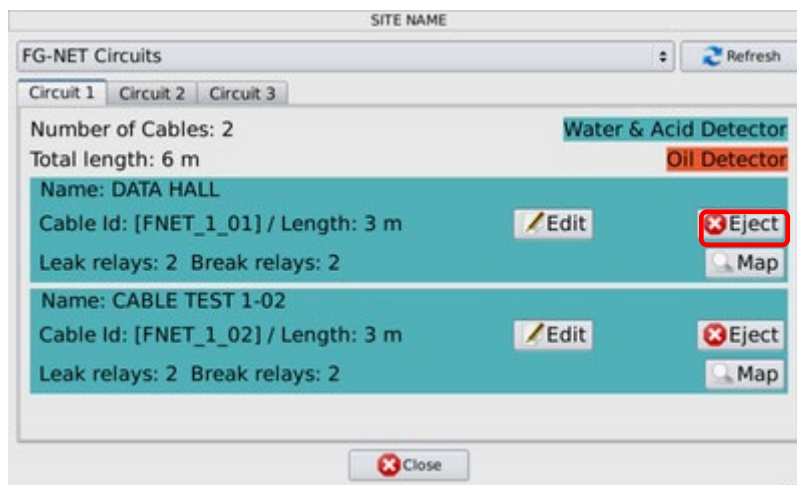 SITE NAME
FG-NET Circuits
Refresh
Circuit 1 Circuit 2 Circuit 3
Number of Cables: 2 Water & Acid Detector
Total length: 6 m Oil Detector
Name: DATA HALL
Cable Id: [FNET_1_01] / Length: 3 m Edit Eject
Leak relays: 2 Break relays: 2 Map
Name: CABLE TEST 1-02
Cable Id: [FNET_1_02] / Length: 3 m Edit Eject
Leak relays: 2 Break relays: 2 Map
Close